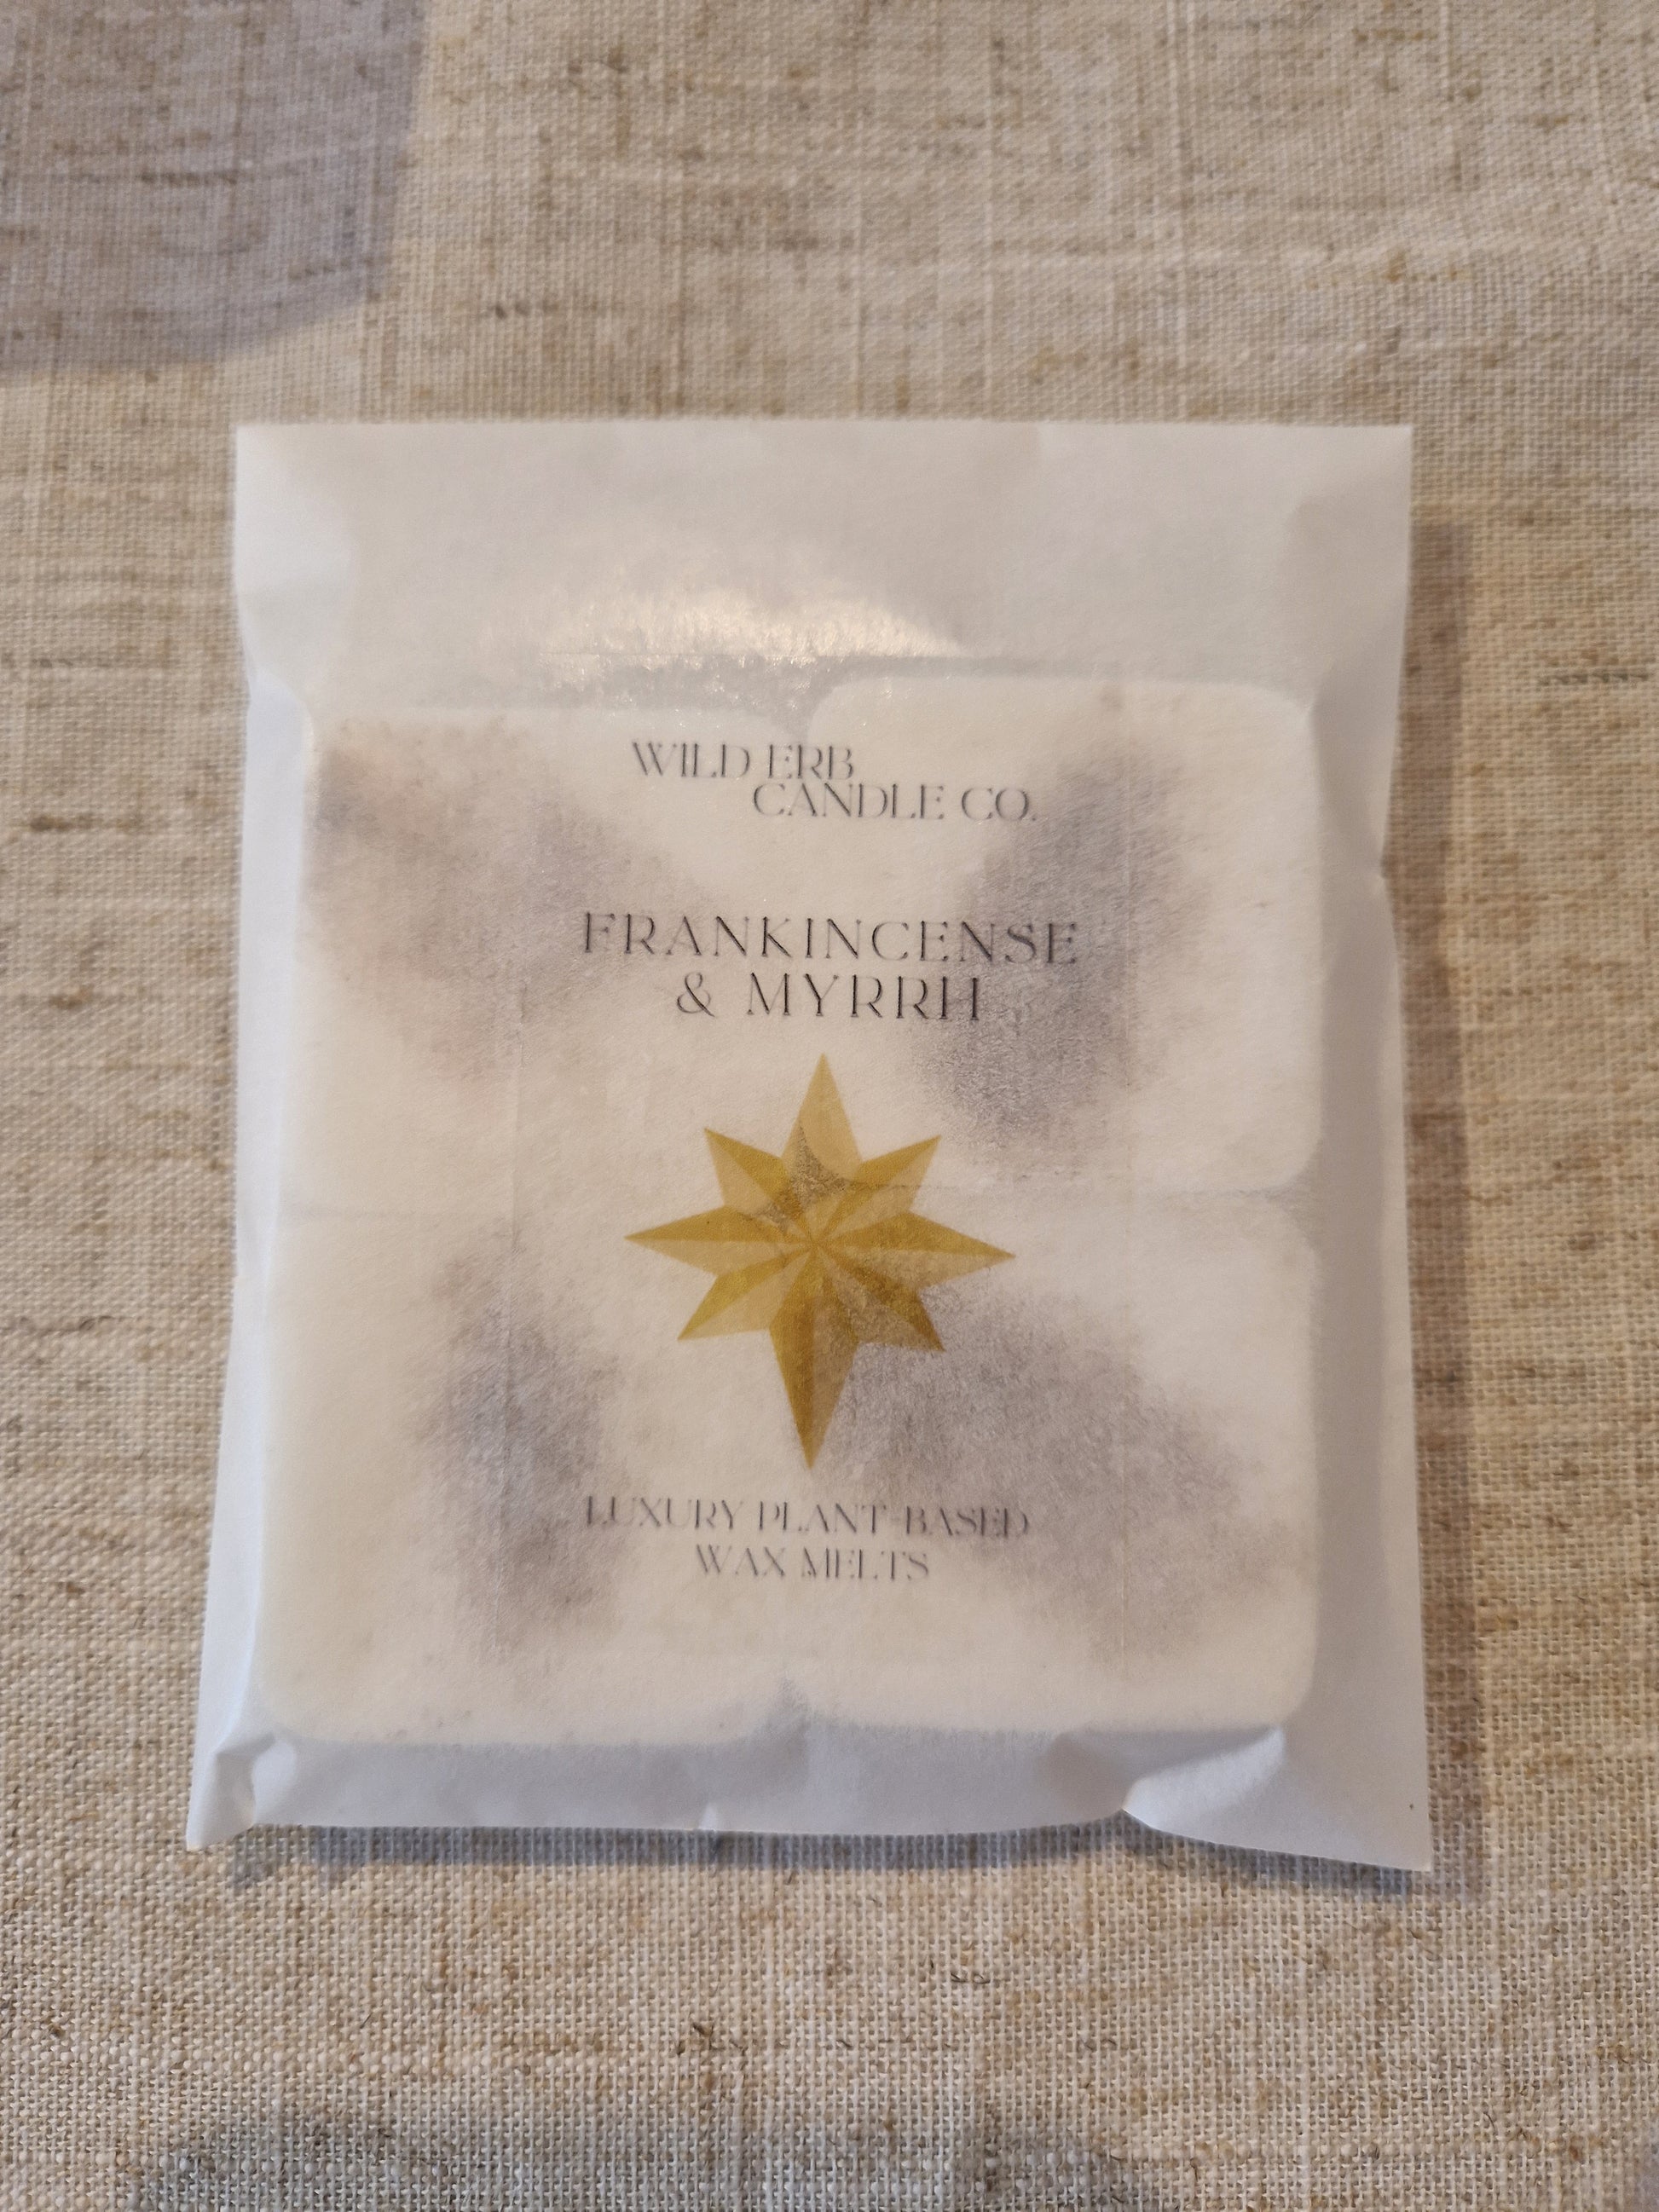 WILD ERB
CANDLE CO.
FRANKINCENSE
& MYRRH
LUXURY PLANT-BASED
WAX MELTS